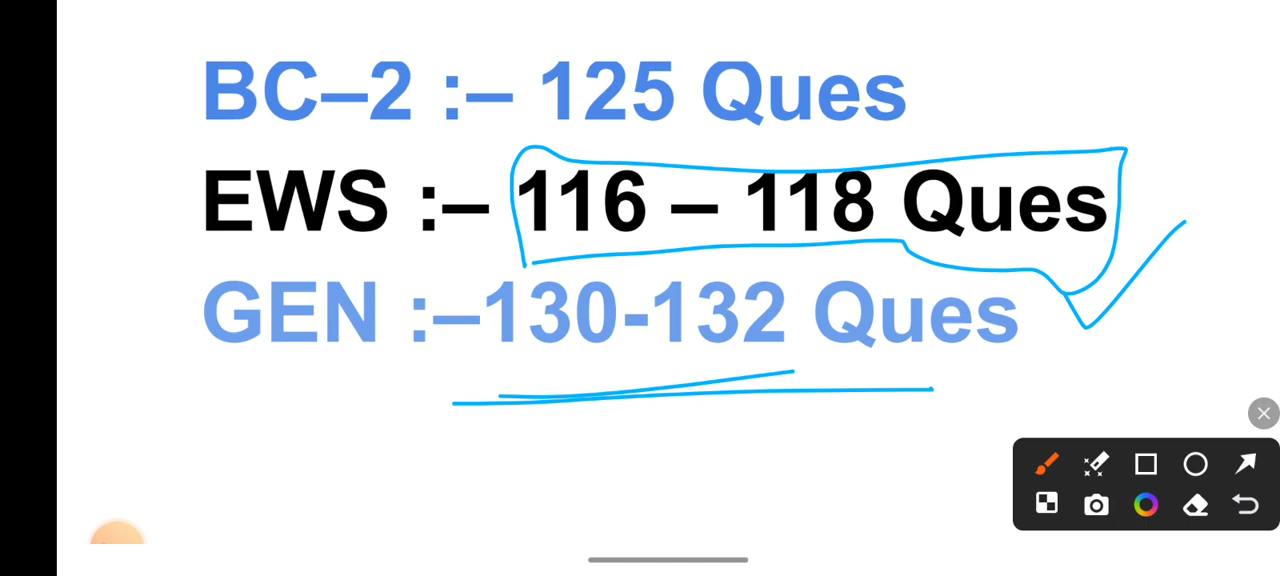 BC–2 :– 125 Ques
EWS :– 116 – 118 Ques
GEN :–130-132 Ques